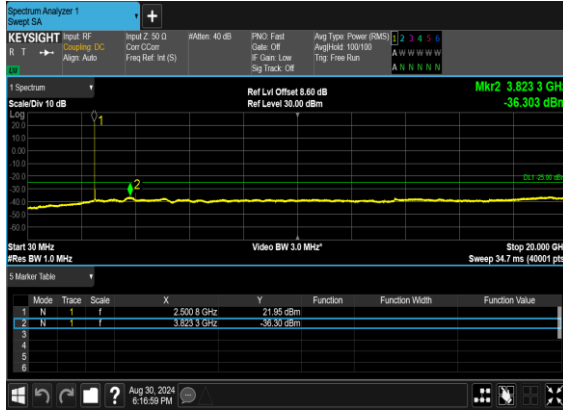 Spectrum Analyzer 1
Swept SA
+
KEYSIGHT Input: RF Input Z: 50 Ω #Atten: 40 dB PNO: Fast Avg Type: Power (RMS) 1 2 3 4 5 6
R T Coupling: DC Corr CCorr Gate: Off Avg|Hold: 100/100 A W W W W W
Align: Auto Freq Ref: Int (S) IF Gain: Low Trig: Free Run
LXI Sig Track: Off A N N N N N
1 Spectrum Ref Lvl Offset 8.60 dB Mkr2 3.823 3 GHz
Scale/Div 10 dB Ref Level 30.00 dBm -36.303 dBm
Log
20.0 1
10.0
0.00
-10.0
-20.0 DL1 -25.00 dBm
-30.0 2
-40.0
-50.0
-60.0
Start 30 MHz Video BW 3.0 MHz* Stop 20.000 GH
#Res BW 1.0 MHz Sweep 34.7 ms (40001 pts
5 Marker Table
Mode Trace Scale X Y Function Function Width Function Value
1 N 1 f 2.500 8 GHz 21.95 dBm
2 N 1 f 3.823 3 GHz -36.30 dBm
3
4
5
6
? Aug 30, 2024
6:16:59 PM